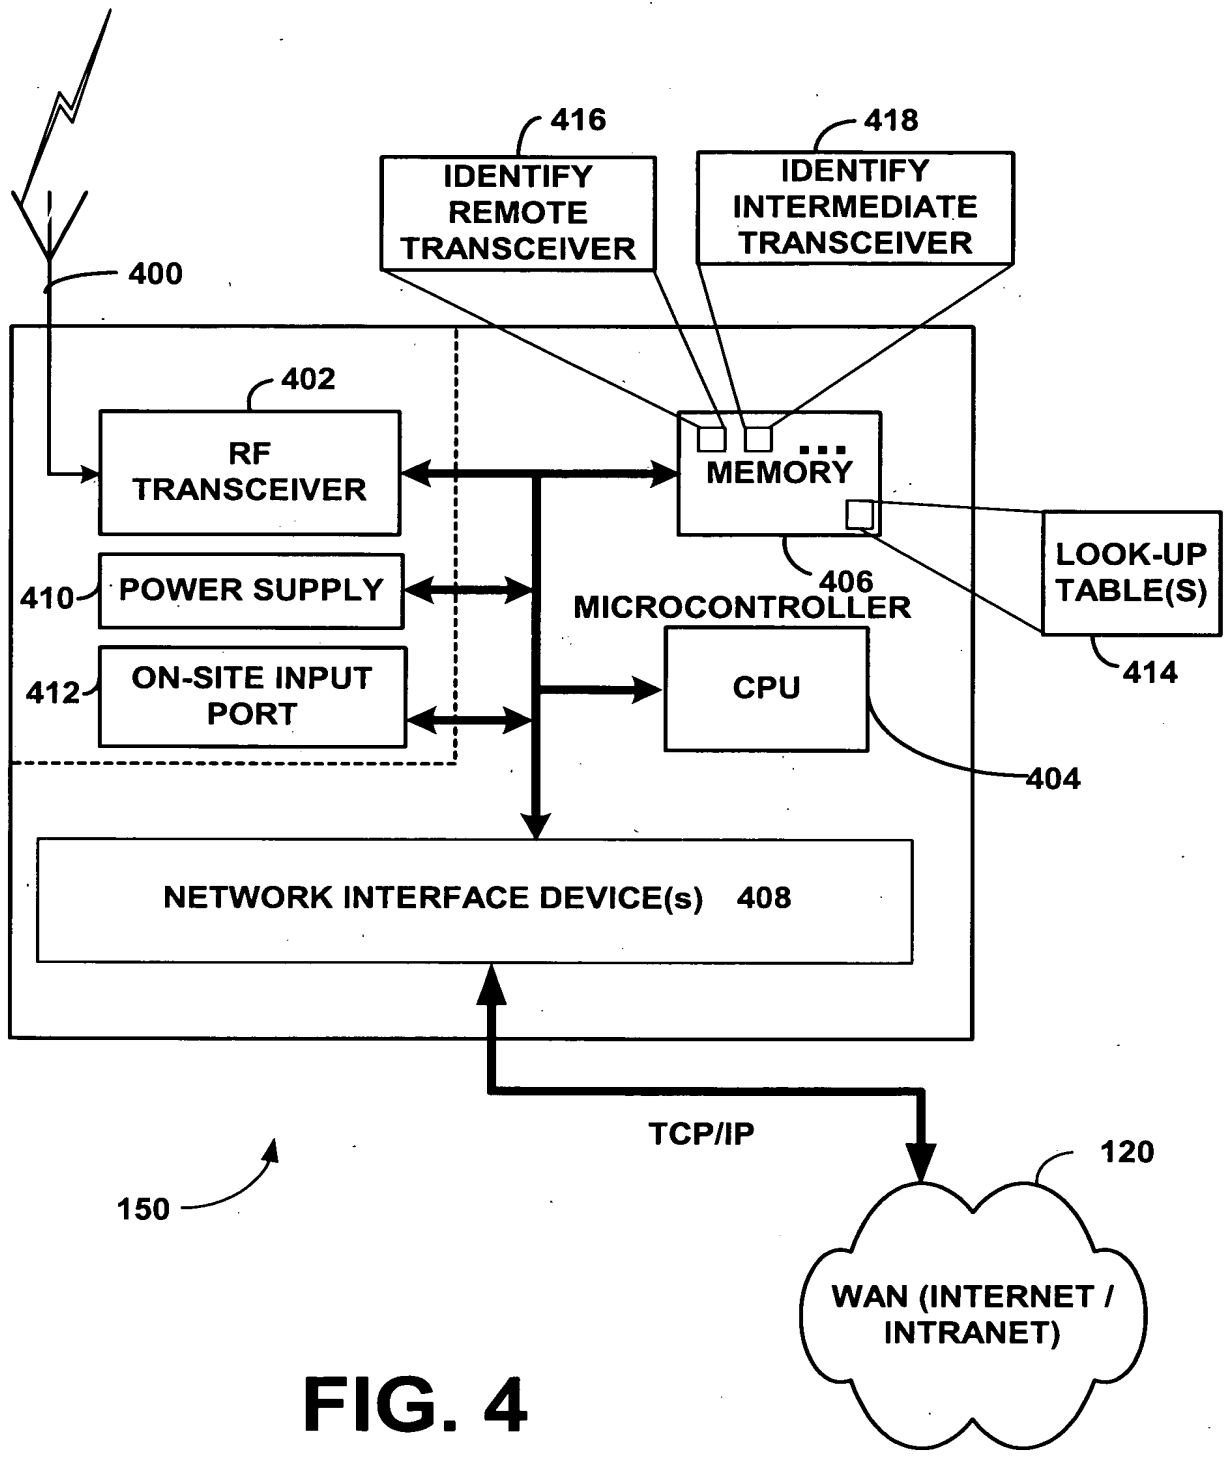 416
418
IDENTIFY
REMOTE
TRANSCEIVER
IDENTIFY
INTERMEDIATE
TRANSCEIVER
400
402
RF
TRANSCEIVER
MEMORY
410
POWER SUPPLY
406
MICROCONTROLLER
LOOK-UP
TABLE(S)
414
412
ON-SITE INPUT
PORT
CPU
404
NETWORK INTERFACE DEVICE(s) 408
TCP/IP
150
120
WAN (INTERNET /
INTRANET)
FIG. 4